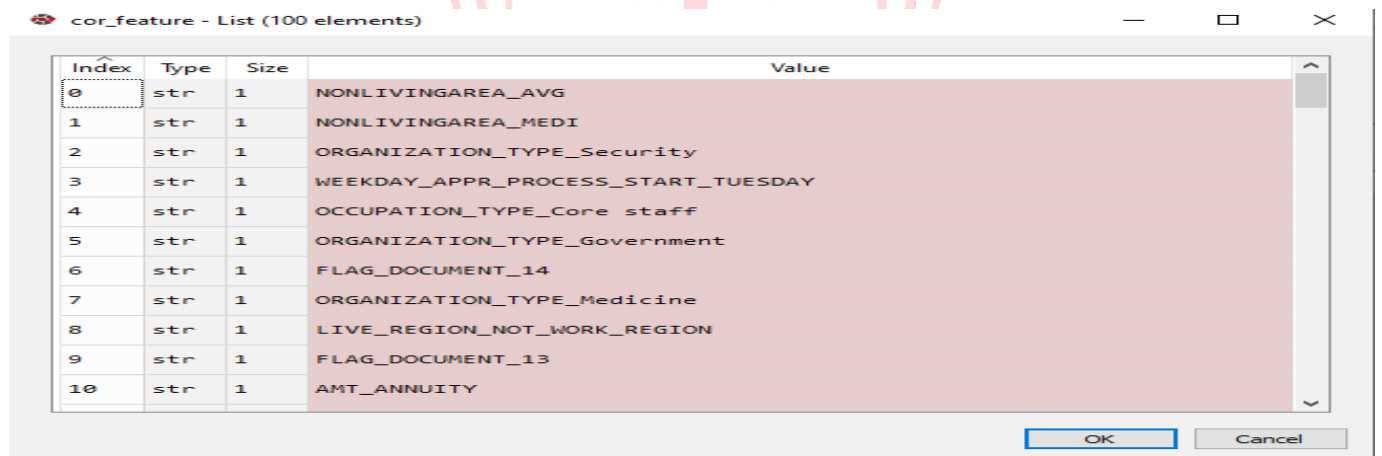 cor_feature - List (100 elements)
Index Type Size Value
0 str 1 NONLIVINGAREA_AVG
1 str 1 NONLIVINGAREA_MEDI
2 str 1 ORGANIZATION_TYPE_Security
3 str 1 WEEKDAY_APPR_PROCESS_START_TUESDAY
4 str 1 OCCUPATION_TYPE_Core staff
5 str 1 ORGANIZATION_TYPE_Government
6 str 1 FLAG_DOCUMENT_14
7 str 1 ORGANIZATION_TYPE_Medicine
8 str 1 LIVE_REGION_NOT_WORK_REGION
9 str 1 FLAG_DOCUMENT_13
10 str 1 AMT_ANNUITY
OK Cancel